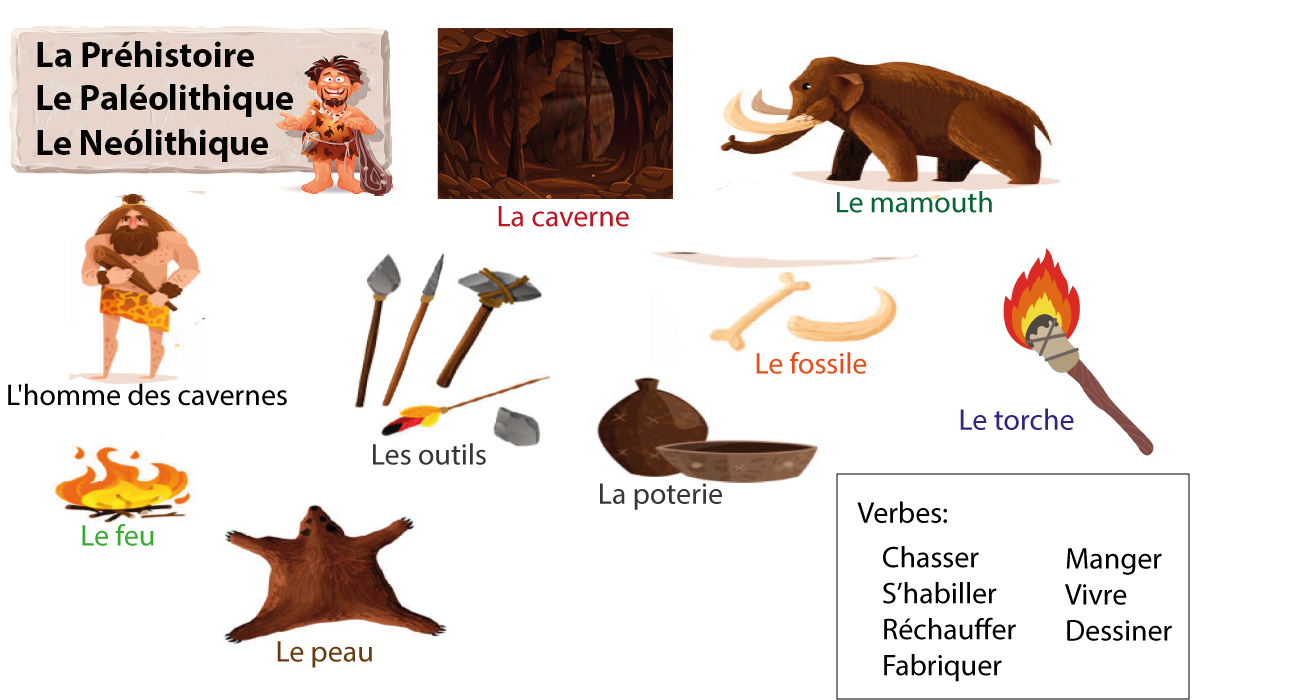 La Préhistoire
Le Paléolithique
Le Neólithique
La caverne
Le mamouth
L'homme des cavernes
Les outils
Le fossile
Le torche
La poterie
Le feu
Le peau
Verbes:
Chasser
S’habiller
Réchauffer
Fabriquer
Manger
Vivre
Dessiner